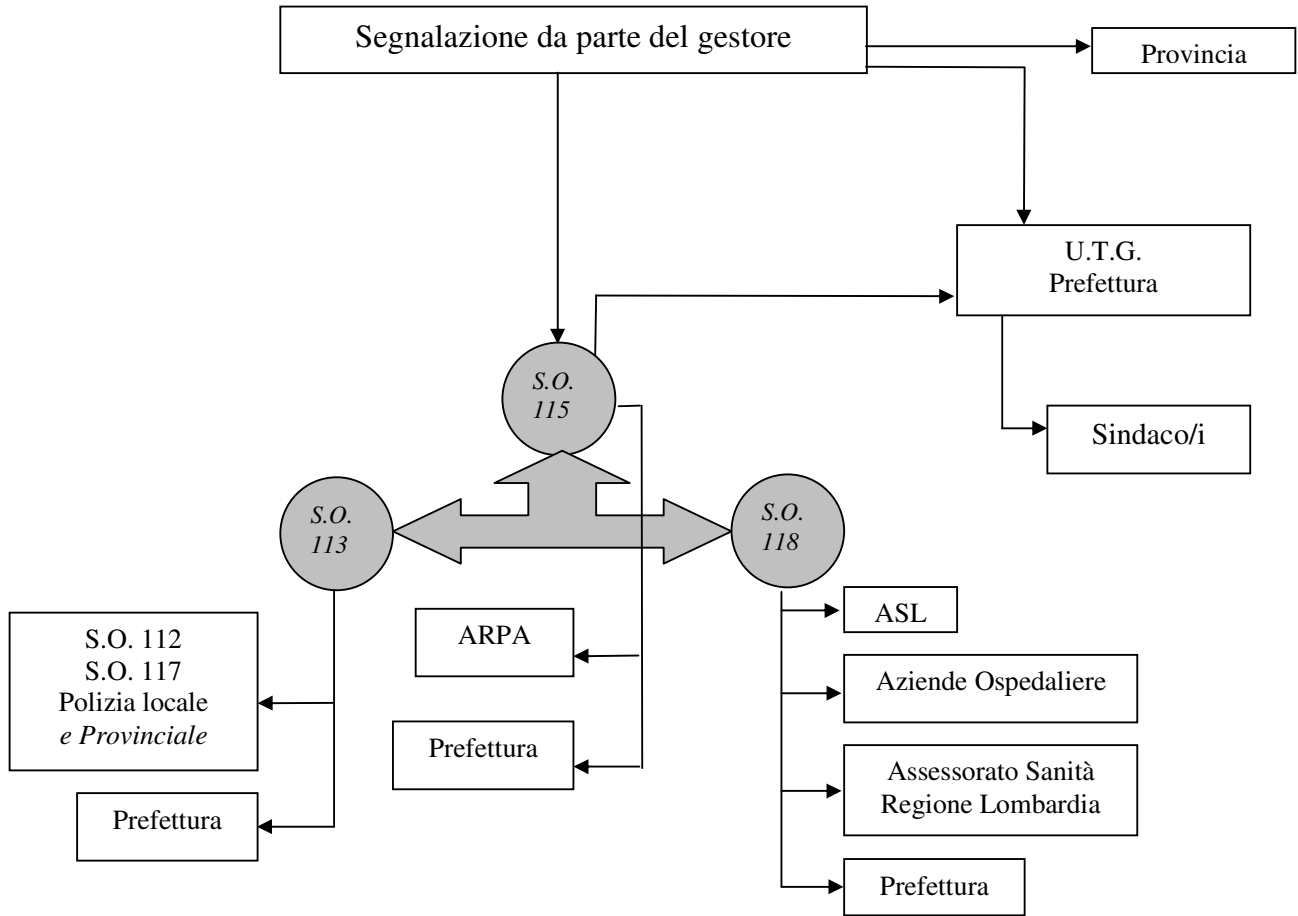 Segnalazione da parte del gestore
Provincia
U.T.G.
Prefettura
S.O.
115
Sindaco/i
S.O.
113
S.O.
118
S.O. 112
S.O. 117
Polizia locale
e Provinciale
Prefettura
ARPA
Prefettura
ASL
Aziende Ospedaliere
Assessorato Sanità
Regione Lombardia
Prefettura